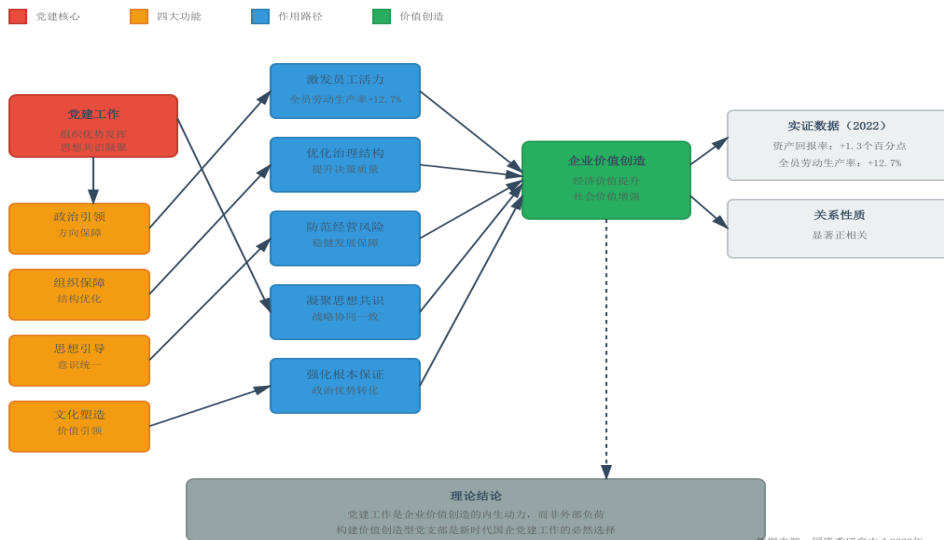 党建核心
四大功能
作用路径
价值创造
党建工作
组织优势发挥
思想共识凝聚
政治引领
方向保障
组织保障
结构优化
思想引导
意识统一
文化塑造
价值引领
激发员工活力
全员劳动生产率+12.7%
优化治理结构
提升决策质量
防范经营风险
稳健发展保障
凝聚思想共识
战略协同一致
强化根本保证
政治优势转化
企业价值创造
经济价值提升
社会价值增强
实证数据（2022）
资产回报率：+1.3个百分点
全员劳动生产率：+12.7%
关系性质
显著正相关
理论结论
党建工作是企业价值创造的内生动力，而非外部负荷
构建价值创造型党支部是新时代国企党建工作的必然选择